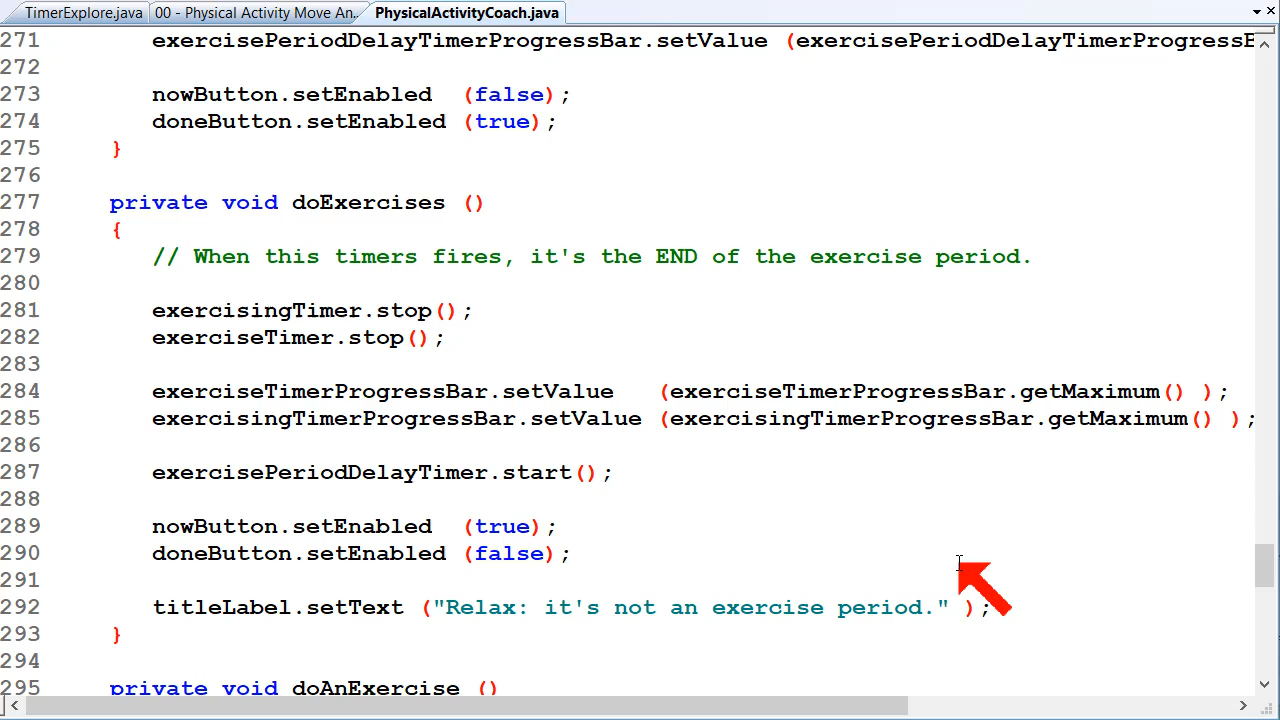 TimerExplore.java 00 - Physical Activity Move An... PhysicalActivityCoach.java
271 exercisePeriodDelayTimerProgressBar.setValue (exercisePeriodDelayTimerProgressB
272
273 nowButton.setEnabled (false);
274 doneButton.setEnabled (true);
275 }
276
277 private void doExercises ()
278 {
279 // When this timers fires, it's the END of the exercise period.
280
281 exercisingTimer.stop();
282 exerciseTimer.stop();
283
284 exerciseTimerProgressBar.setValue (exerciseTimerProgressBar.getMaximum() );
285 exercisingTimerProgressBar.setValue (exercisingTimerProgressBar.getMaximum() );
286
287 exercisePeriodDelayTimer.start();
288
289 nowButton.setEnabled (true);
290 doneButton.setEnabled (false);
291
292 titleLabel.setText ("Relax: it's not an exercise period." );
293 }
294
295 private void doAnExercise ()